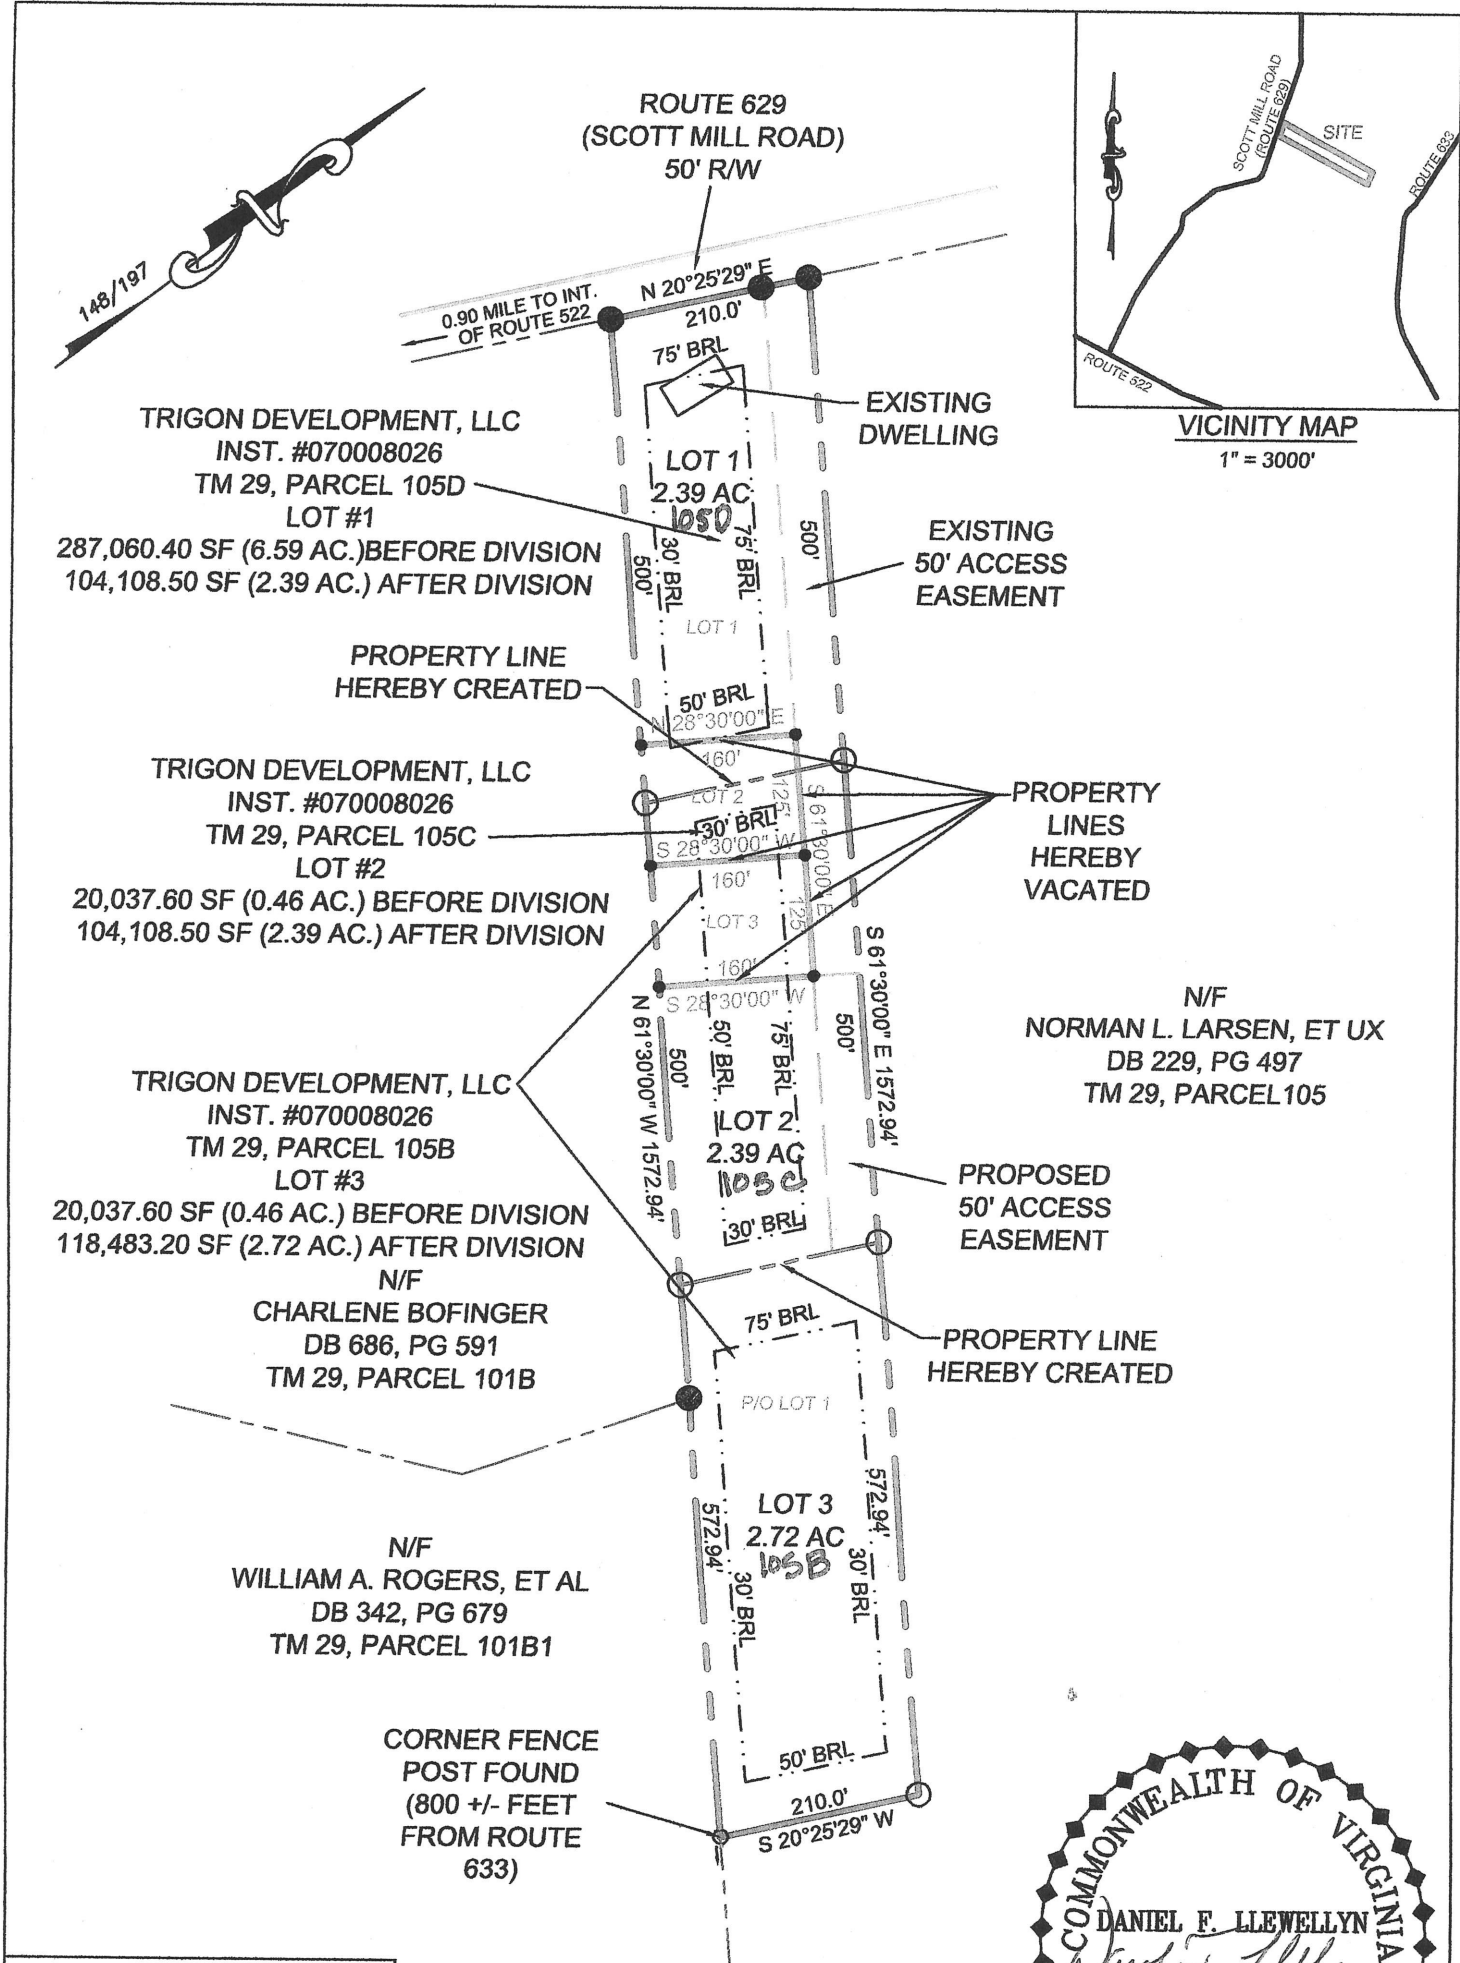 ROUTE 629
(SCOTT MILL ROAD)
50' R/W
148/197
N
0.90 MILE TO INT.
OF ROUTE 522
N 20°25'29" E
210.0'
SCOTT MILL ROAD
(ROUTE 629)
SITE
ROUTE 633
ROUTE 522
VICINITY MAP
1" = 3000'
75' BRL
EXISTING
DWELLING
TRIGON DEVELOPMENT, LLC
INST. #070008026
TM 29, PARCEL 105D
LOT #1
287,060.40 SF (6.59 AC.)BEFORE DIVISION
104,108.50 SF (2.39 AC.) AFTER DIVISION
LOT 1
2.39 AC
105D
30' BRL
75' BRL
500'
500'
LOT 1
EXISTING
50' ACCESS
EASEMENT
PROPERTY LINE
HEREBY CREATED
50' BRL
N 28°30'00" E
160'
TRIGON DEVELOPMENT, LLC
INST. #070008026
TM 29, PARCEL 105C
LOT #2
20,037.60 SF (0.46 AC.) BEFORE DIVISION
104,108.50 SF (2.39 AC.) AFTER DIVISION
LOT 2
125'
S 61°30'00" E
30' BRL
S 28°30'00" W
160'
LOT 3
125'
160'
S 28°30'00" W
PROPERTY
LINES
HEREBY
VACATED
S 61°30'00" E 1572.94'
500'
N 61°30'00" W 1572.94'
500'
50' BRL
75' BRL
N/F
NORMAN L. LARSEN, ET UX
DB 229, PG 497
TM 29, PARCEL105
TRIGON DEVELOPMENT, LLC
INST. #070008026
TM 29, PARCEL 105B
LOT #3
20,037.60 SF (0.46 AC.) BEFORE DIVISION
118,483.20 SF (2.72 AC.) AFTER DIVISION
LOT 2
2.39 AC
105C
30' BRL
PROPOSED
50' ACCESS
EASEMENT
N/F
CHARLENE BOFINGER
DB 686, PG 591
TM 29, PARCEL 101B
75' BRL
PROPERTY LINE
HEREBY CREATED
P/O LOT 1
LOT 3
2.72 AC
105B
572.94'
572.94'
30' BRL
30' BRL
N/F
WILLIAM A. ROGERS, ET AL
DB 342, PG 679
TM 29, PARCEL 101B1
CORNER FENCE
POST FOUND
(800 +/- FEET
FROM ROUTE
633)
50' BRL
210.0'
S 20°25'29" W
COMMONWEALTH OF VIRGINIA
DANIEL F. LLEWELLYN